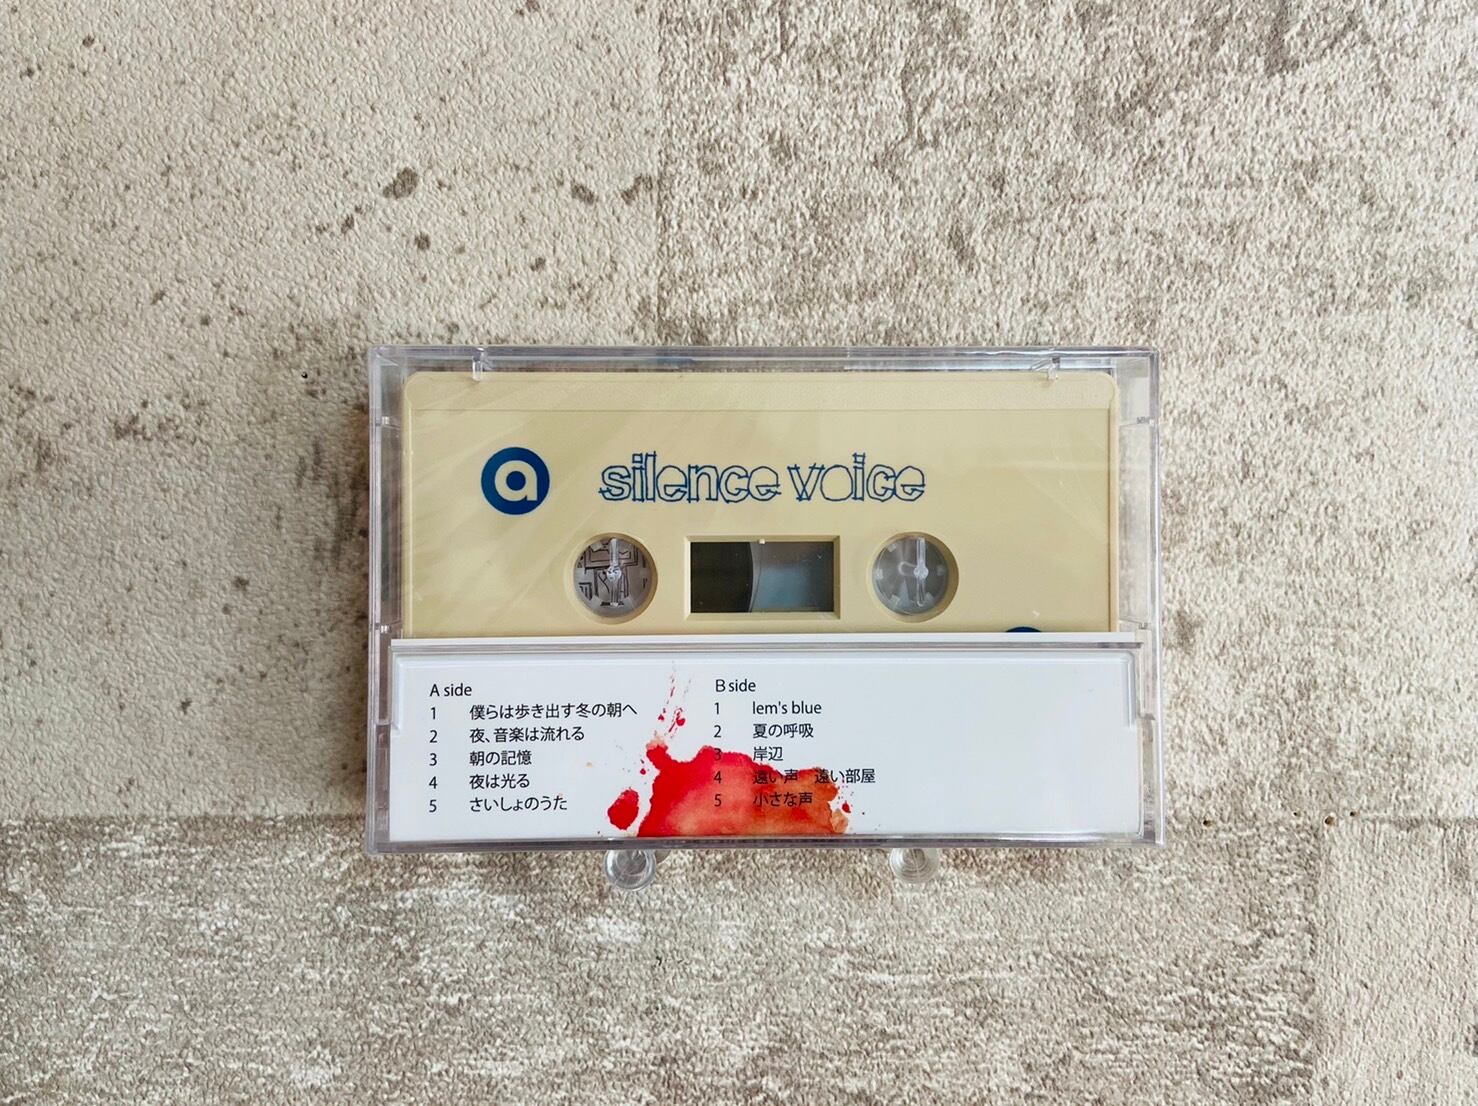 a silence voice
A side
1 僕らは歩き出す冬の朝へ
2 夜、音楽は流れる
3 朝の記憶
4 夜は光る
5 さいしょのうた
B side
1 lem's blue
2 夏の呼吸
3 岸辺
4 遠い声　遠い部屋
5 小さな声